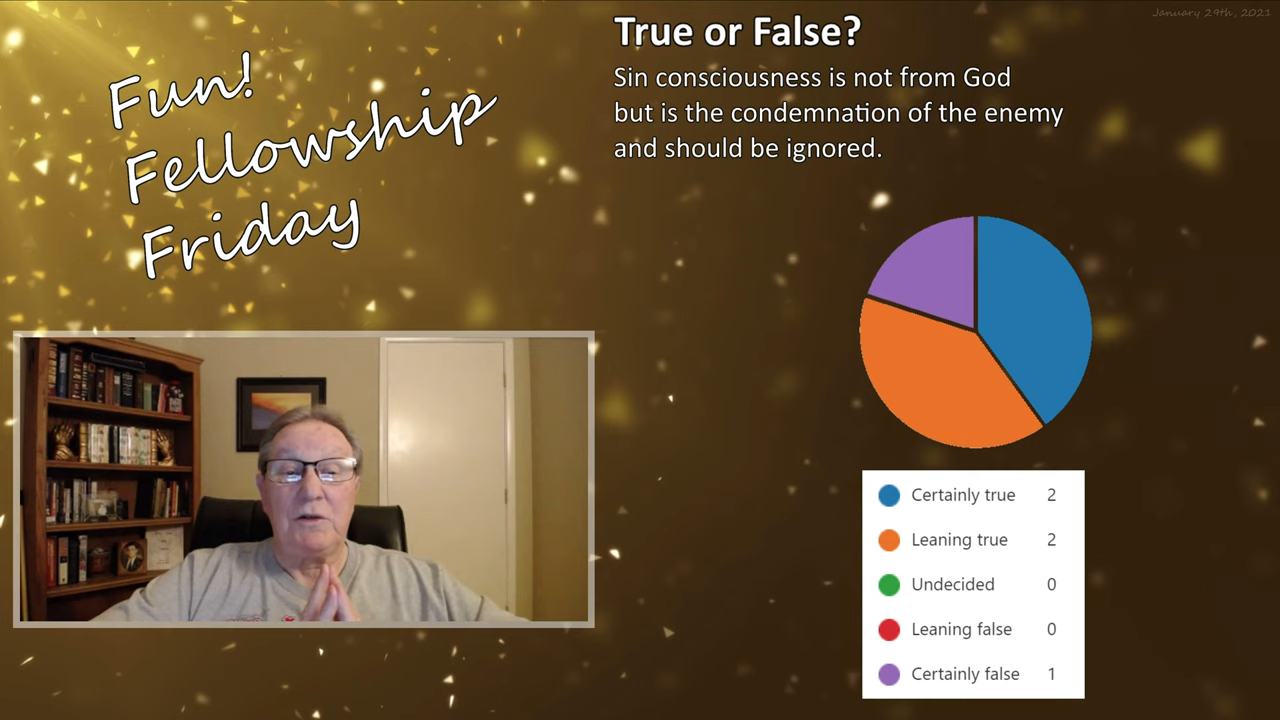 January 29th, 2021
Fun!
Fellowship
Friday
True or False?
Sin consciousness is not from God
but is the condemnation of the enemy
and should be ignored.
Certainly true 2
Leaning true 2
Undecided 0
Leaning false 0
Certainly false 1